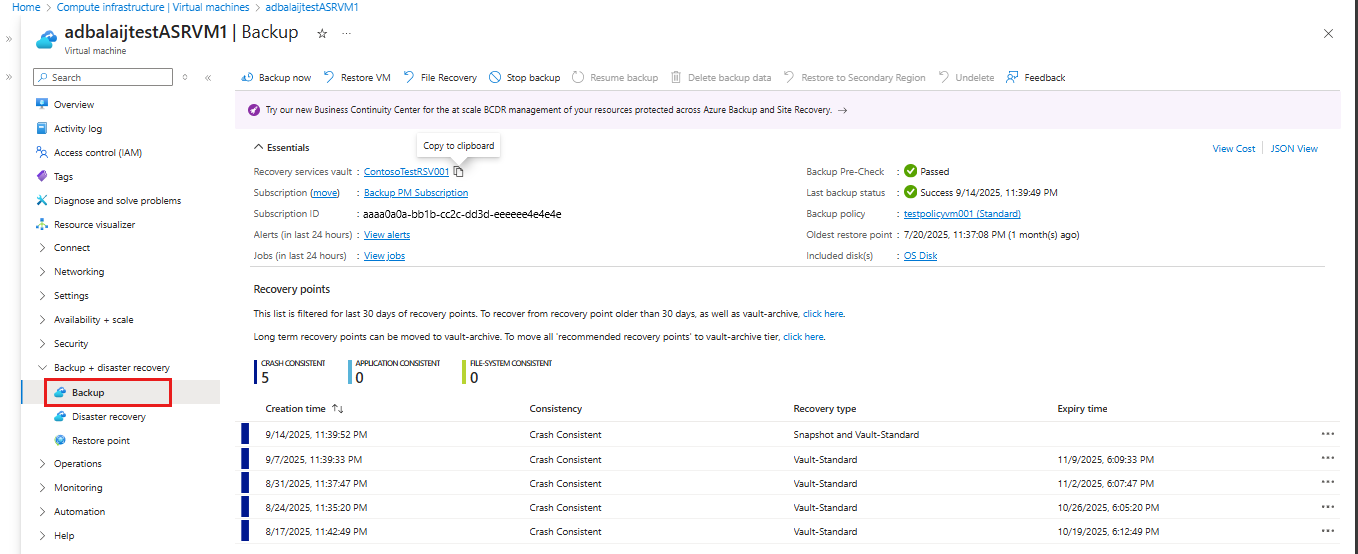 Home > Compute infrastructure | Virtual machines > adbalaijtestASRVM1
adbalaijtestASRVM1 | Backup ☆ ...
Virtual machine
Search
Overview
Activity log
Access control (IAM)
Tags
Diagnose and solve problems
Resource visualizer
Connect
Networking
Settings
Availability + scale
Security
Backup + disaster recovery
Backup
Disaster recovery
Restore point
Operations
Monitoring
Automation
Help
Backup now Restore VM File Recovery Stop backup Resume backup Delete backup data Restore to Secondary Region Undelete Feedback
Try our new Business Continuity Center for the at scale BCDR management of your resources protected across Azure Backup and Site Recovery. →
Essentials
Copy to clipboard
View Cost | JSON View
Recovery services vault : ContosoTestRSV001
Subscription (move) : Backup PM Subscription
Subscription ID : aaaa0a0a-bb1b-cc2c-dd3d-eeeeee4e4e4e
Alerts (in last 24 hours) : View alerts
Jobs (in last 24 hours) : View jobs
Backup Pre-Check : Passed
Last backup status : Success 9/14/2025, 11:39:49 PM
Backup policy : testpolicyvm001 (Standard)
Oldest restore point : 7/20/2025, 11:37:08 PM (1 month(s) ago)
Included disk(s) : OS Disk
Recovery points
This list is filtered for last 30 days of recovery points. To recover from recovery point older than 30 days, as well as vault-archive, click here.
Long term recovery points can be moved to vault-archive. To move all 'recommended recovery points' to vault-archive tier, click here.
CRASH CONSISTENT
5
APPLICATION CONSISTENT
0
FILE-SYSTEM CONSISTENT
0
Creation time ↑↓ Consistency Recovery type Expiry time
9/14/2025, 11:39:52 PM Crash Consistent Snapshot and Vault-Standard ...
9/7/2025, 11:39:33 PM Crash Consistent Vault-Standard 11/9/2025, 6:09:33 PM ...
8/31/2025, 11:37:47 PM Crash Consistent Vault-Standard 11/2/2025, 6:07:47 PM ...
8/24/2025, 11:35:20 PM Crash Consistent Vault-Standard 10/26/2025, 6:05:20 PM ...
8/17/2025, 11:42:49 PM Crash Consistent Vault-Standard 10/19/2025, 6:12:49 PM ...